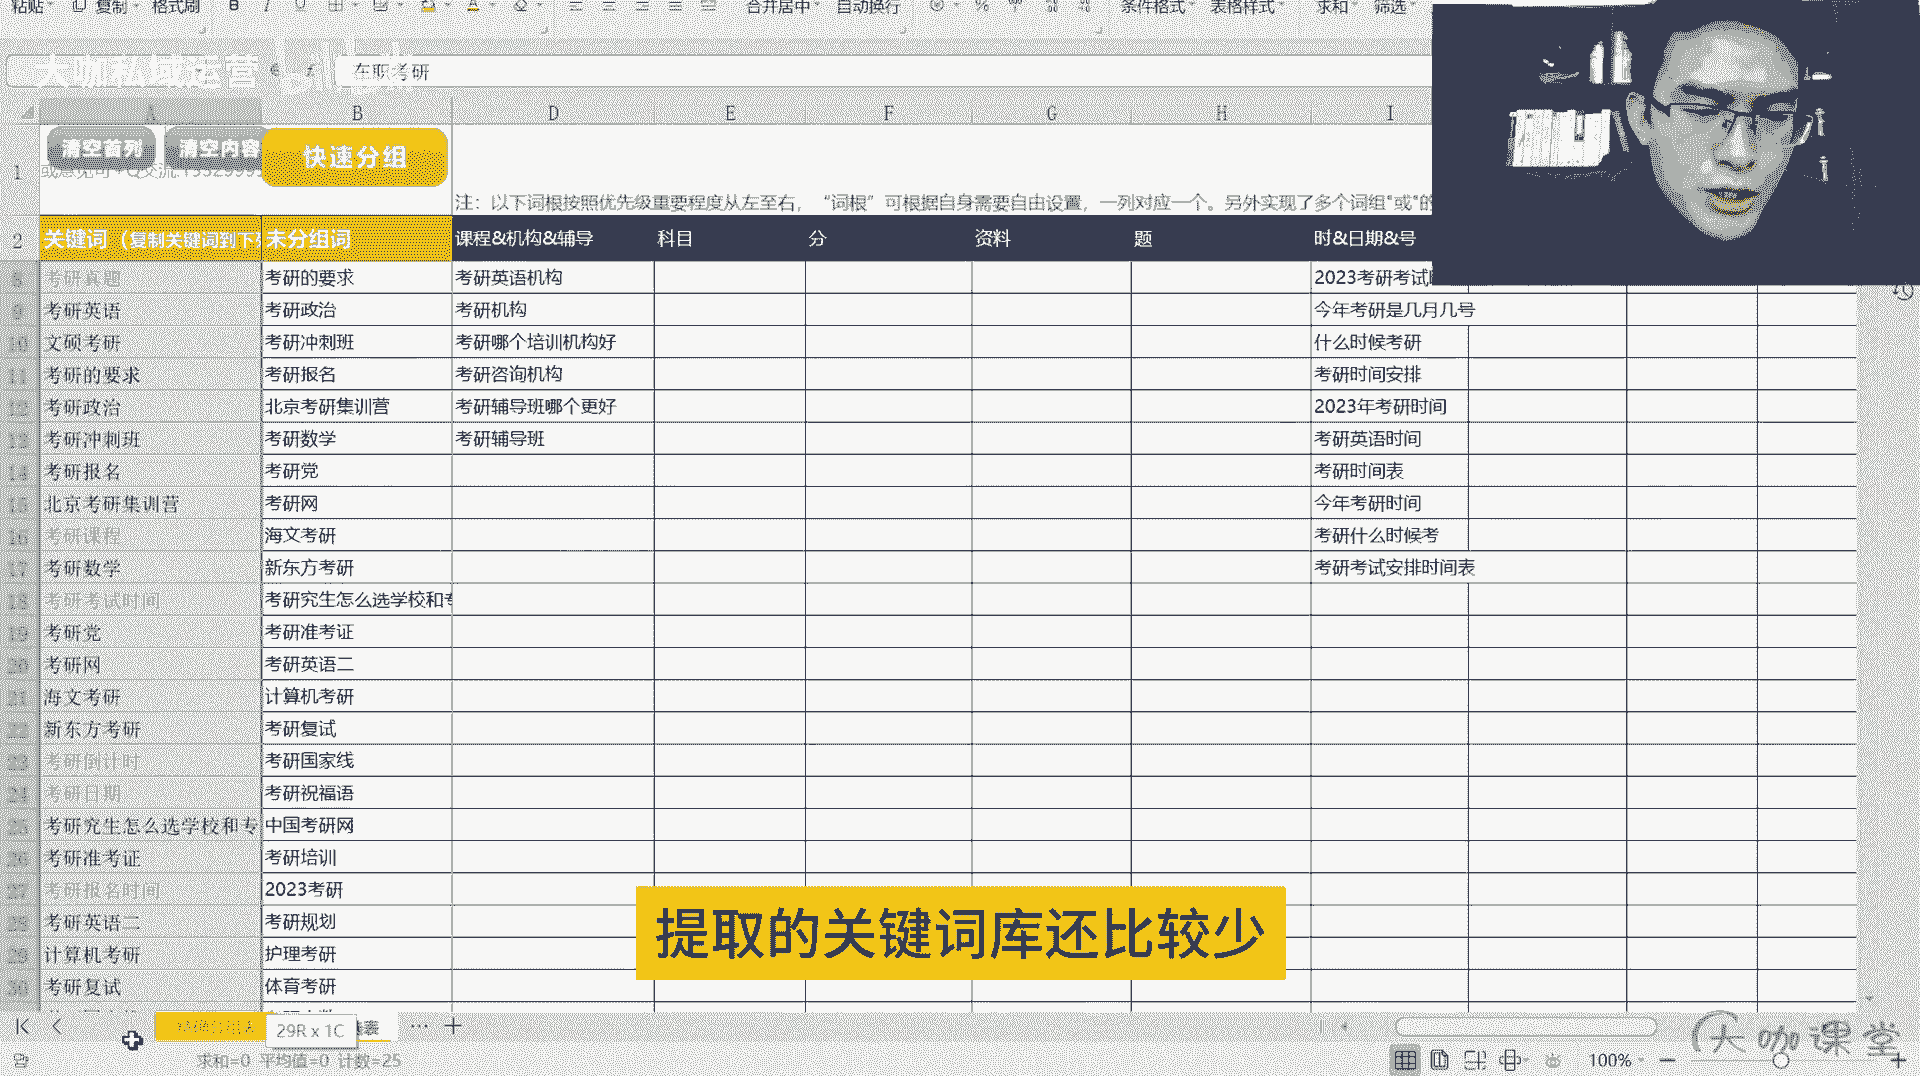 粘贴 复制 格式刷 B I U 合并居中 自动换行 % 条件格式 表格样式 求和 筛选
大咖私域运营 bilibili 在职考研
A B D E F G H I
清空首列 清空内容 快速分组
1
注：以下词根按照优先级重要程度从左至右，“词根”可根据自身需要自由设置，一列对应一个。另外实现了多个词组"或"的
2 关键词（复制关键词到下 未分组词 课程&机构&辅导 科目 分 资料 题 时&日期&号
8 考研真题 考研的要求 考研英语机构 2023考研考试
9 考研英语 考研政治 考研机构 今年考研是几月几号
10 文硕考研 考研冲刺班 考研哪个培训机构好 什么时候考研
11 考研的要求 考研报名 考研咨询机构 考研时间安排
12 考研政治 北京考研集训营 考研辅导班哪个更好 2023年考研时间
13 考研冲刺班 考研数学 考研辅导班 考研英语时间
14 考研报名 考研党 考研时间表
15 北京考研集训营 考研网 今年考研时间
16 考研课程 海文考研 考研什么时候考
17 考研数学 新东方考研 考研考试安排时间表
18 考研考试时间 考研究生怎么选学校和专
19 考研党 考研准考证
20 考研网 考研英语二
21 海文考研 计算机考研
22 新东方考研 考研复试
23 考研倒计时 考研国家线
24 考研日期 考研祝福语
25 考研究生怎么选学校和专 中国考研网
26 考研准考证 考研培训
27 考研报名时间 2023考研
28 考研英语二 考研规划
29 计算机考研 护理考研
30 考研复试 体育考研
提取的关键词库还比较少
29R x 1C
求和=0 平均值=0 计数=25
100%
大咖课堂